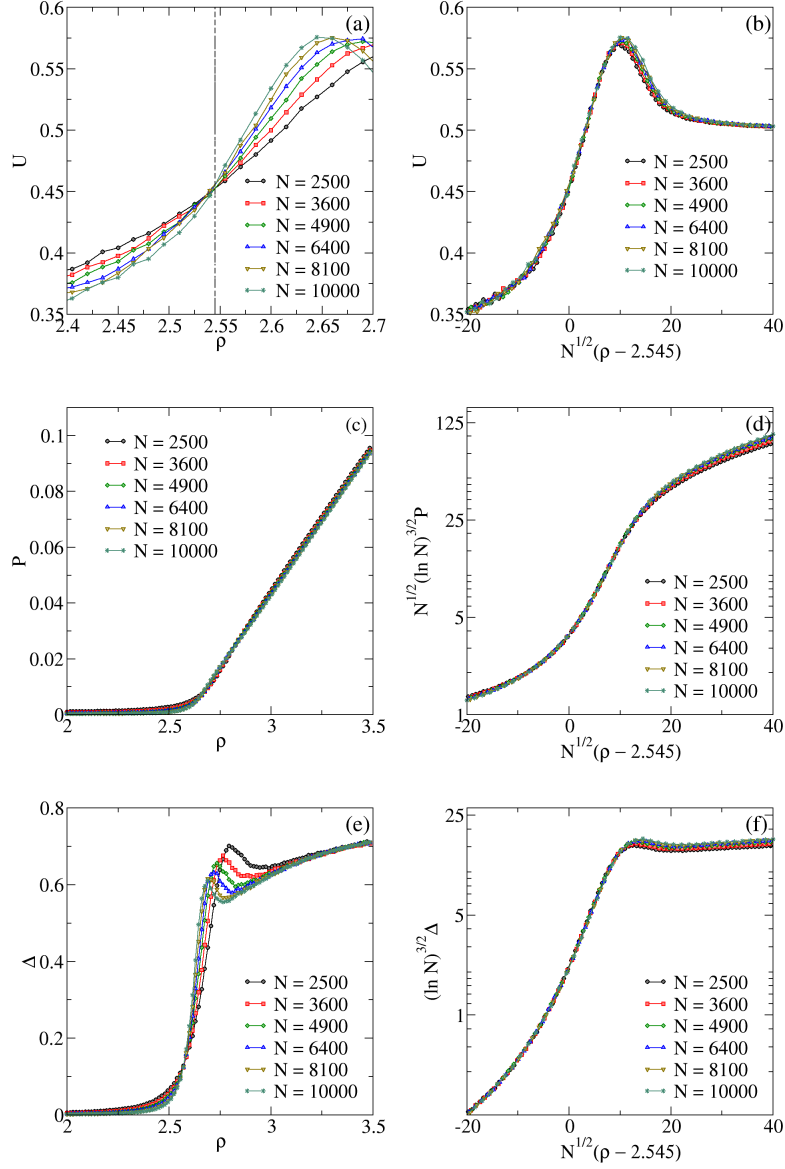 (a)
U
0.6
0.55
0.5
0.45
0.4
0.35
2.4 2.45 2.5 2.55 2.6 2.65 2.7
ρ
N = 2500
N = 3600
N = 4900
N = 6400
N = 8100
N = 10000
(b)
U
0.6
0.55
0.5
0.45
0.4
0.35
-20 0 20 40
N^{1/2}(ρ − 2.545)
N = 2500
N = 3600
N = 4900
N = 6400
N = 8100
N = 10000
(c)
P
0.1
0.08
0.06
0.04
0.02
0
2 2.5 3 3.5
ρ
N = 2500
N = 3600
N = 4900
N = 6400
N = 8100
N = 10000
(d)
N^{1/2}(ln N)^{3/2}P
125
25
5
1
-20 0 20 40
N^{1/2}(ρ − 2.545)
N = 2500
N = 3600
N = 4900
N = 6400
N = 8100
N = 10000
(e)
Δ
0.8
0.6
0.4
0.2
0
2 2.5 3 3.5
ρ
N = 2500
N = 3600
N = 4900
N = 6400
N = 8100
N = 10000
(f)
(ln N)^{3/2}Δ
25
5
1
-20 0 20 40
N^{1/2}(ρ − 2.545)
N = 2500
N = 3600
N = 4900
N = 6400
N = 8100
N = 10000